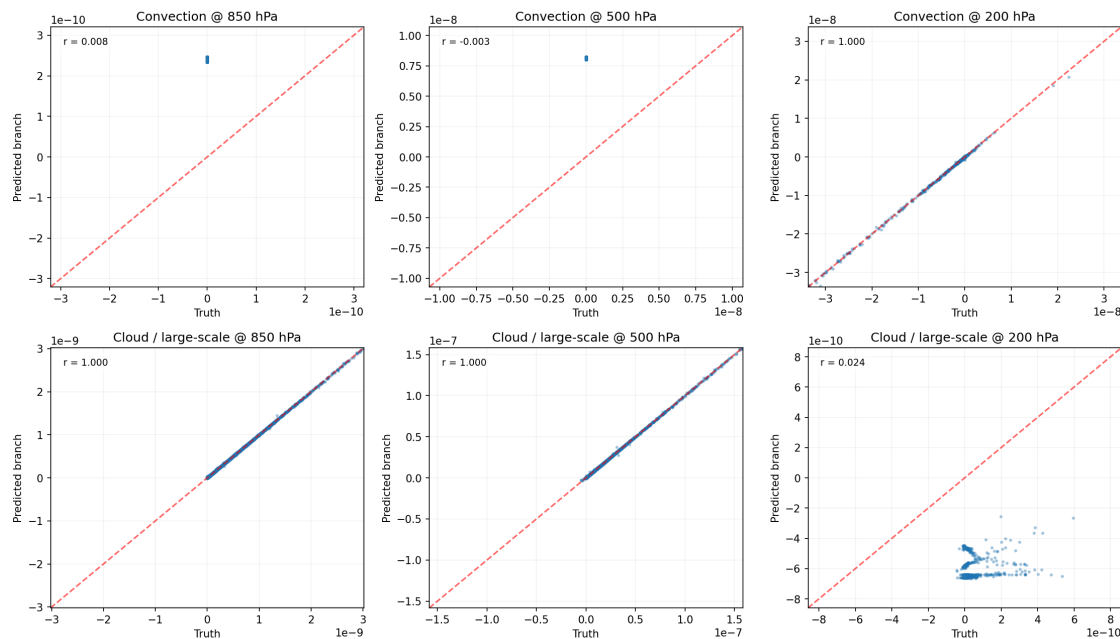 Convection @ 850 hPa
1e−10
r = 0.008
3
2
1
0
−1
−2
−3
Predicted branch
−3 −2 −1 0 1 2 3
Truth
1e−10
Convection @ 500 hPa
1e−8
r = -0.003
1.00
0.75
0.50
0.25
0.00
−0.25
−0.50
−0.75
−1.00
Predicted branch
−1.00 −0.75 −0.50 −0.25 0.00 0.25 0.50 0.75 1.00
Truth
1e−8
Convection @ 200 hPa
1e−8
r = 1.000
3
2
1
0
−1
−2
−3
Predicted branch
−3 −2 −1 0 1 2 3
Truth
1e−8
Cloud / large-scale @ 850 hPa
1e−9
r = 1.000
3
2
1
0
−1
−2
−3
Predicted branch
−3 −2 −1 0 1 2 3
Truth
1e−9
Cloud / large-scale @ 500 hPa
1e−7
r = 1.000
1.5
1.0
0.5
0.0
−0.5
−1.0
−1.5
Predicted branch
−1.5 −1.0 −0.5 0.0 0.5 1.0 1.5
Truth
1e−7
Cloud / large-scale @ 200 hPa
1e−10
r = 0.024
8
6
4
2
0
−2
−4
−6
−8
Predicted branch
−8 −6 −4 −2 0 2 4 6 8
Truth
1e−10